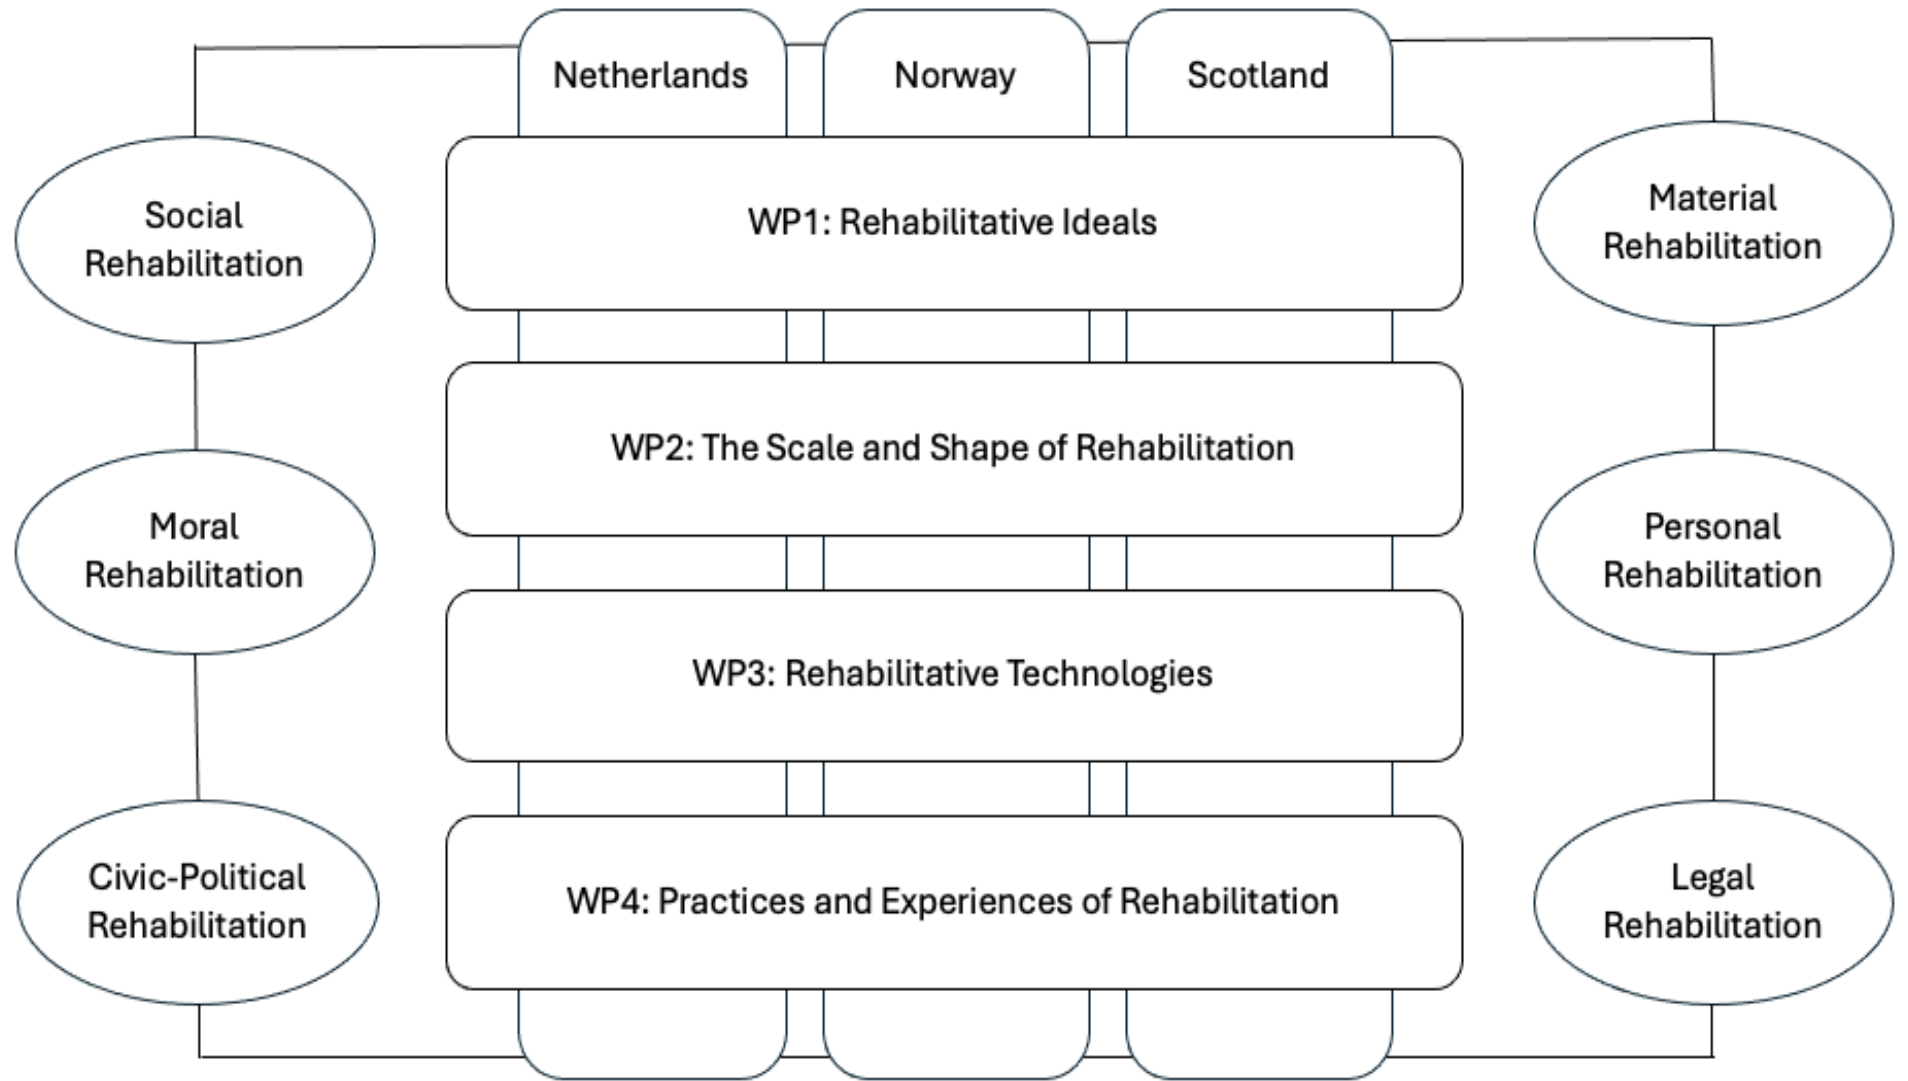 Netherlands
Norway
Scotland
Social
Rehabilitation
Moral
Rehabilitation
Civic-Political
Rehabilitation
WP1: Rehabilitative Ideals
WP2: The Scale and Shape of Rehabilitation
WP3: Rehabilitative Technologies
WP4: Practices and Experiences of Rehabilitation
Material
Rehabilitation
Personal
Rehabilitation
Legal
Rehabilitation